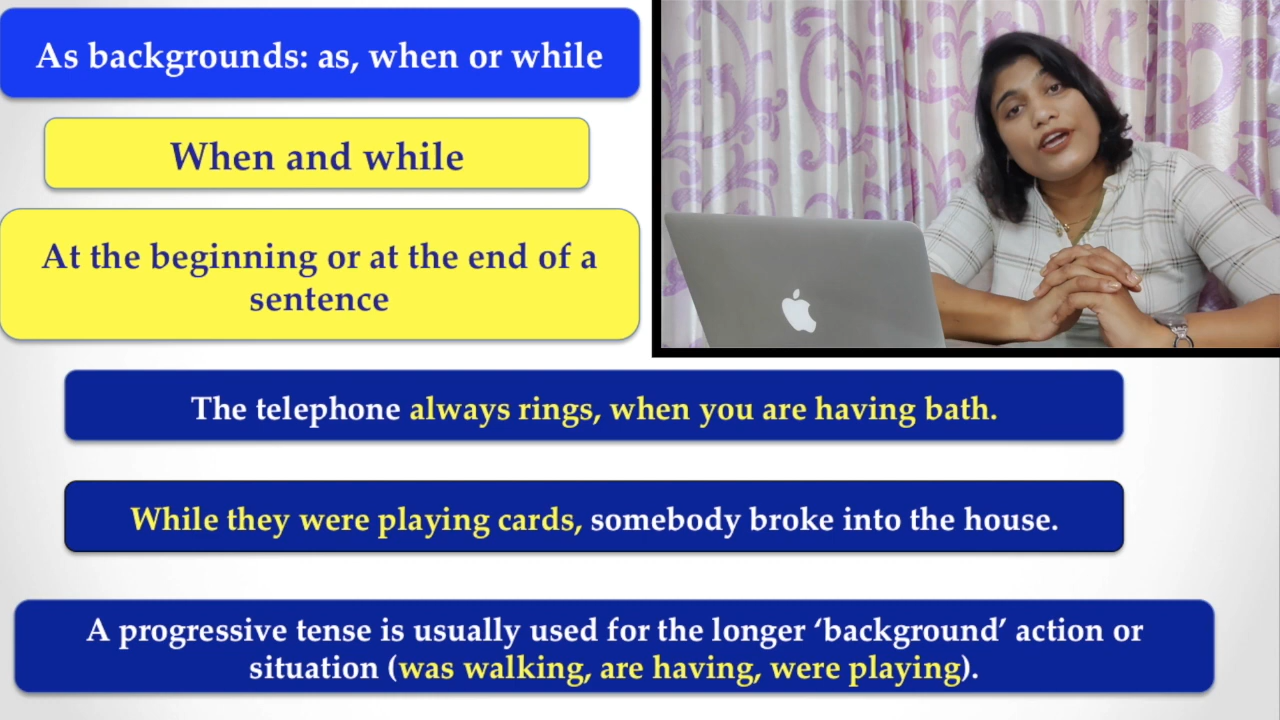 As backgrounds: as, when or while
When and while
At the beginning or at the end of a
sentence
The telephone always rings, when you are having bath.
While they were playing cards, somebody broke into the house.
A progressive tense is usually used for the longer ‘background’ action or
situation (was walking, are having, were playing).